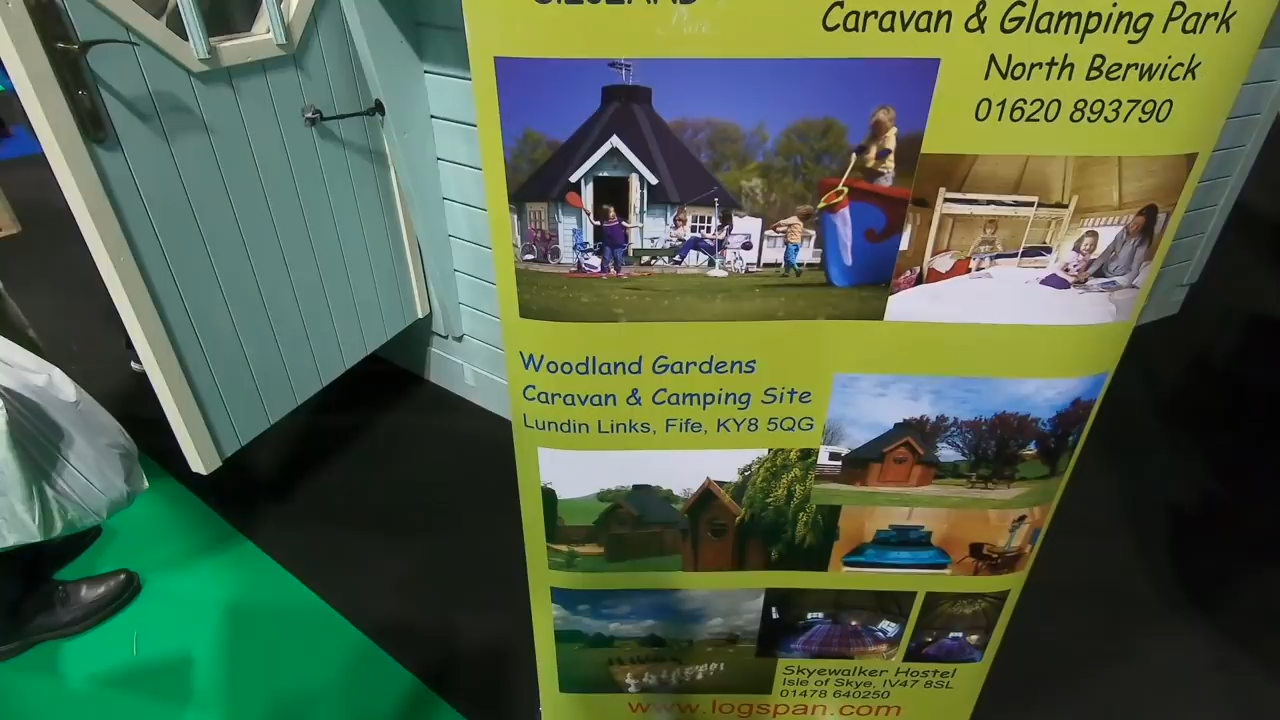 Caravan & Glamping Park
North Berwick
01620 893790
Woodland Gardens
Caravan & Camping Site
Lundin Links, Fife, KY8 5QG
Skyewalker Hostel
Isle of Skye, IV47 8SL
01478 640250
www.logspan.com